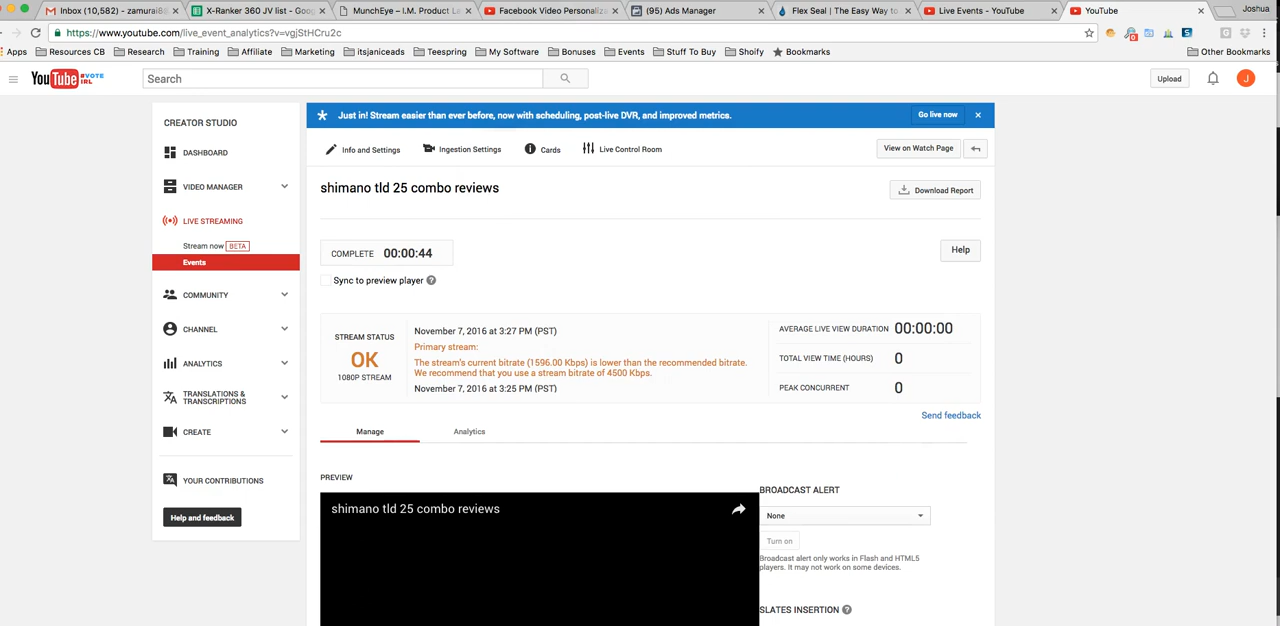 Inbox (10,582) - zamurai8@
X-Ranker 360 JV list - Goog
MunchEye – I.M. Product La
Facebook Video Personaliza
(95) Ads Manager
Flex Seal | The Easy Way to
Live Events - YouTube
YouTube
Joshua
https://www.youtube.com/live_event_analytics?v=vgjStHCru2c
Apps Resources CB Research Training Affiliate Marketing itsjaniceads Teespring My Software Bonuses Events Stuff To Buy Shoify Bookmarks Other Bookmarks
YouTube #VOTE IRL Search Upload J
CREATOR STUDIO
DASHBOARD
VIDEO MANAGER
LIVE STREAMING
Stream now BETA
Events
COMMUNITY
CHANNEL
ANALYTICS
TRANSLATIONS &
TRANSCRIPTIONS
CREATE
YOUR CONTRIBUTIONS
Help and feedback
Just in! Stream easier than ever before, now with scheduling, post-live DVR, and improved metrics. Go live now
Info and Settings Ingestion Settings Cards Live Control Room View on Watch Page
shimano tld 25 combo reviews Download Report
COMPLETE 00:00:44 Help
Sync to preview player ?
STREAM STATUS
OK
1080P STREAM
November 7, 2016 at 3:27 PM (PST)
Primary stream:
The stream's current bitrate (1596.00 Kbps) is lower than the recommended bitrate.
We recommend that you use a stream bitrate of 4500 Kbps.
November 7, 2016 at 3:25 PM (PST)
AVERAGE LIVE VIEW DURATION 00:00:00
TOTAL VIEW TIME (HOURS) 0
PEAK CONCURRENT 0
Send feedback
Manage Analytics
PREVIEW
shimano tld 25 combo reviews
BROADCAST ALERT
None
Turn on
Broadcast alert only works in Flash and HTML5
players. It may not work on some devices.
SLATES INSERTION ?